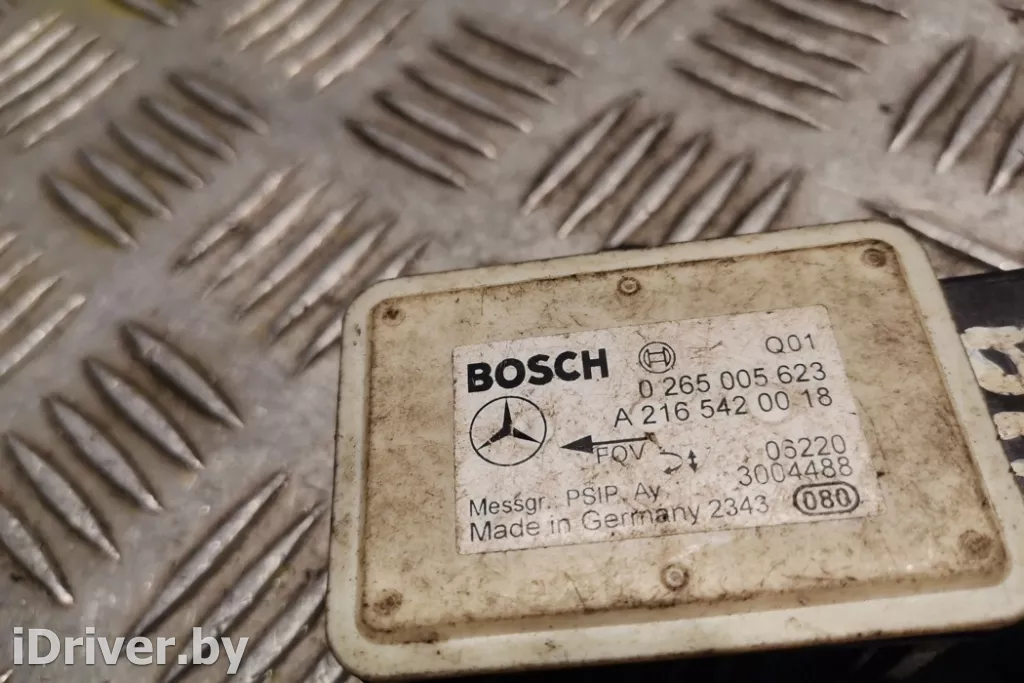 BOSCH
Q01
0 265 005 623
A 216 542 00 18
FOV
06220
3004488
Messgr.: PSIP, Ay
Made in Germany 2343 080
iDriver.by